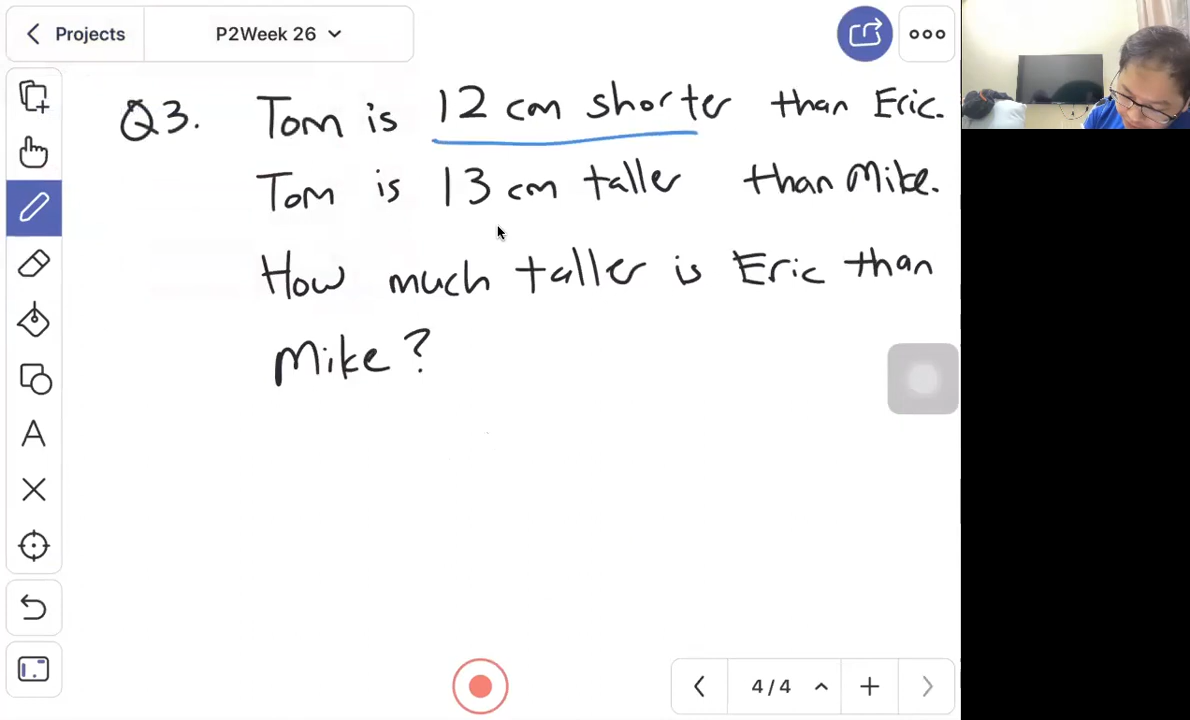 Projects
P2Week 26
Q3. Tom is 12 cm shorter than Eric.
Tom is 13 cm taller than Mike.
How much taller is Eric than
Mike?
A
4/4